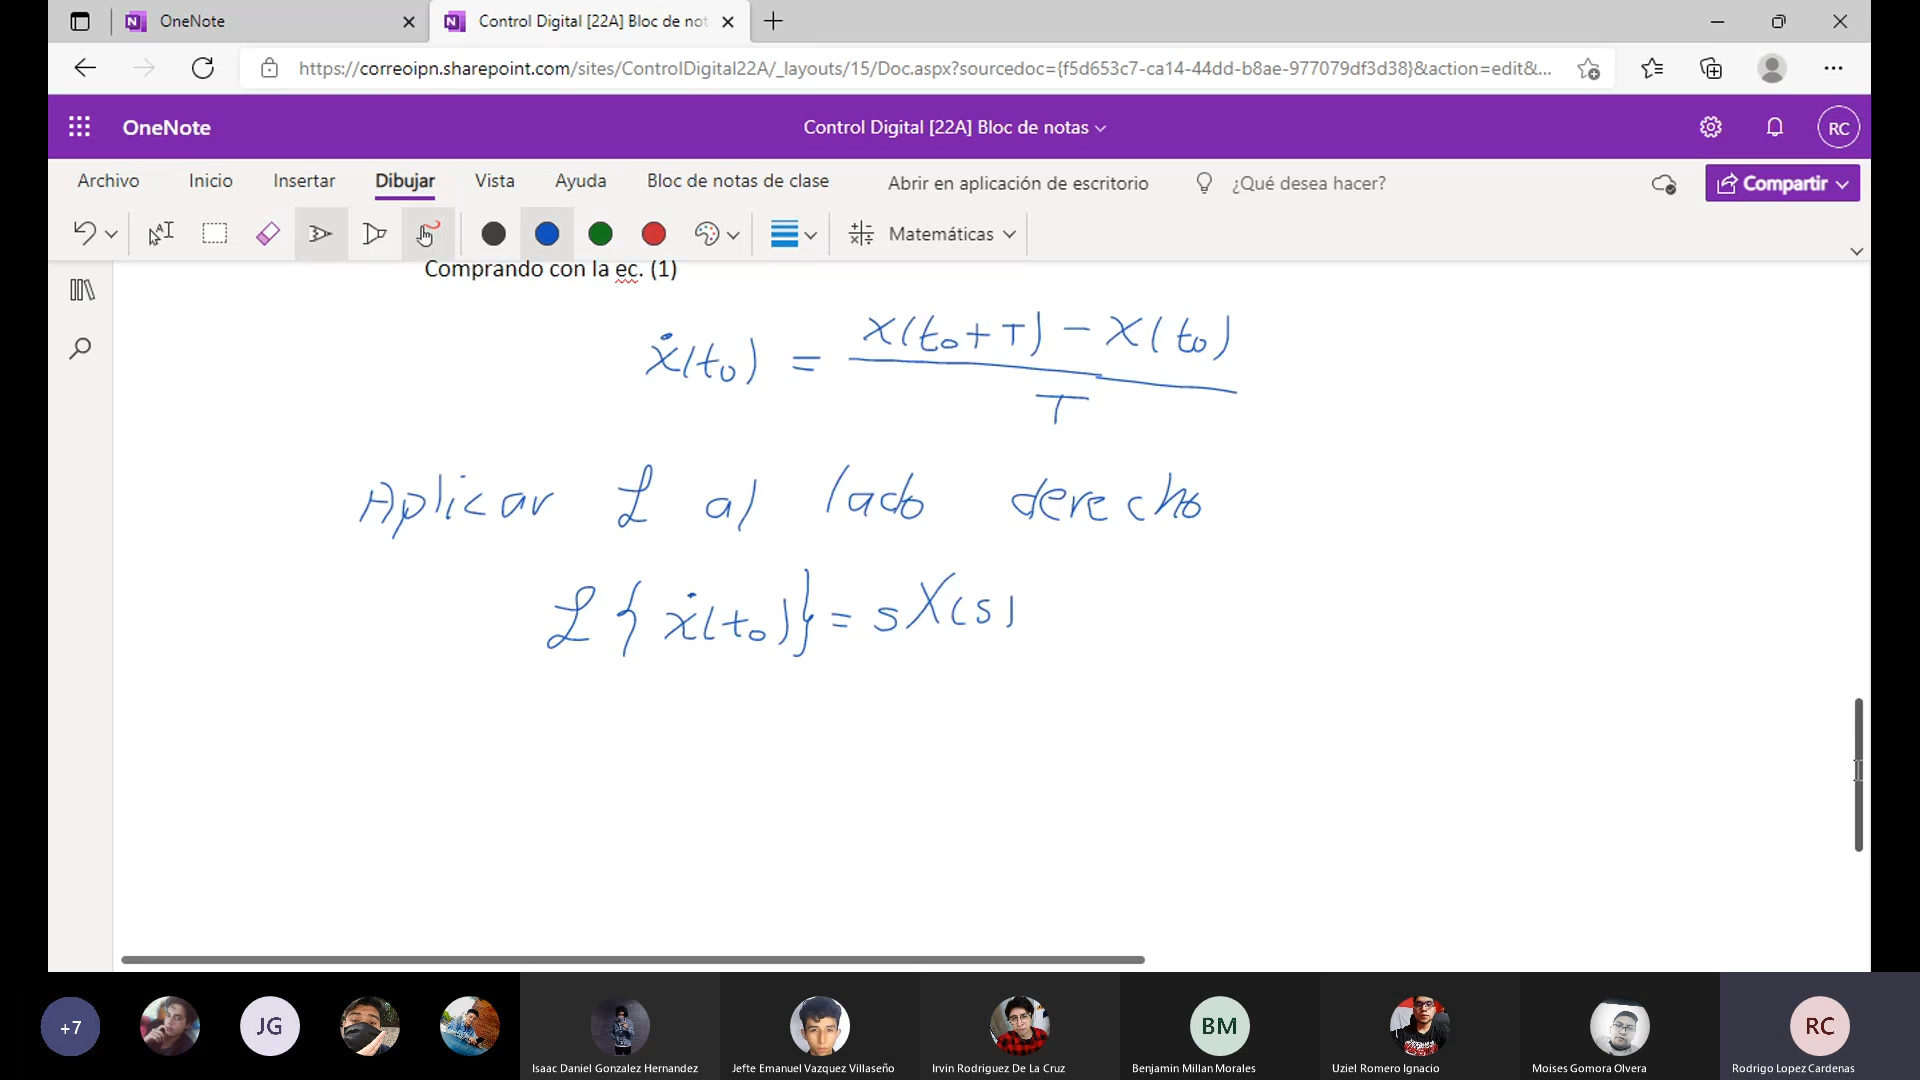 OneNote
Control Digital [22A] Bloc de not
https://correoipn.sharepoint.com/sites/ControlDigital22A/_layouts/15/Doc.aspx?sourcedoc={f5d653c7-ca14-44dd-b8ae-977079df3d38}&action=edit&...
OneNote
Control Digital [22A] Bloc de notas
RC
Archivo Inicio Insertar Dibujar Vista Ayuda Bloc de notas de clase Abrir en aplicación de escritorio ¿Qué desea hacer? Compartir
Matemáticas
Comprando con la ec. (1)
ẋ(t₀) = (x(t₀+T) − x(t₀)) / T
Aplicar ℒ al lado derecho
ℒ{ẋ(t₀)} = sX(s)
+7
JG
BM
RC
Isaac Daniel Gonzalez Hernandez
Jefte Emanuel Vazquez Villaseño
Irvin Rodriguez De La Cruz
Benjamin Millan Morales
Uziel Romero Ignacio
Moises Gomora Olvera
Rodrigo Lopez Cardenas